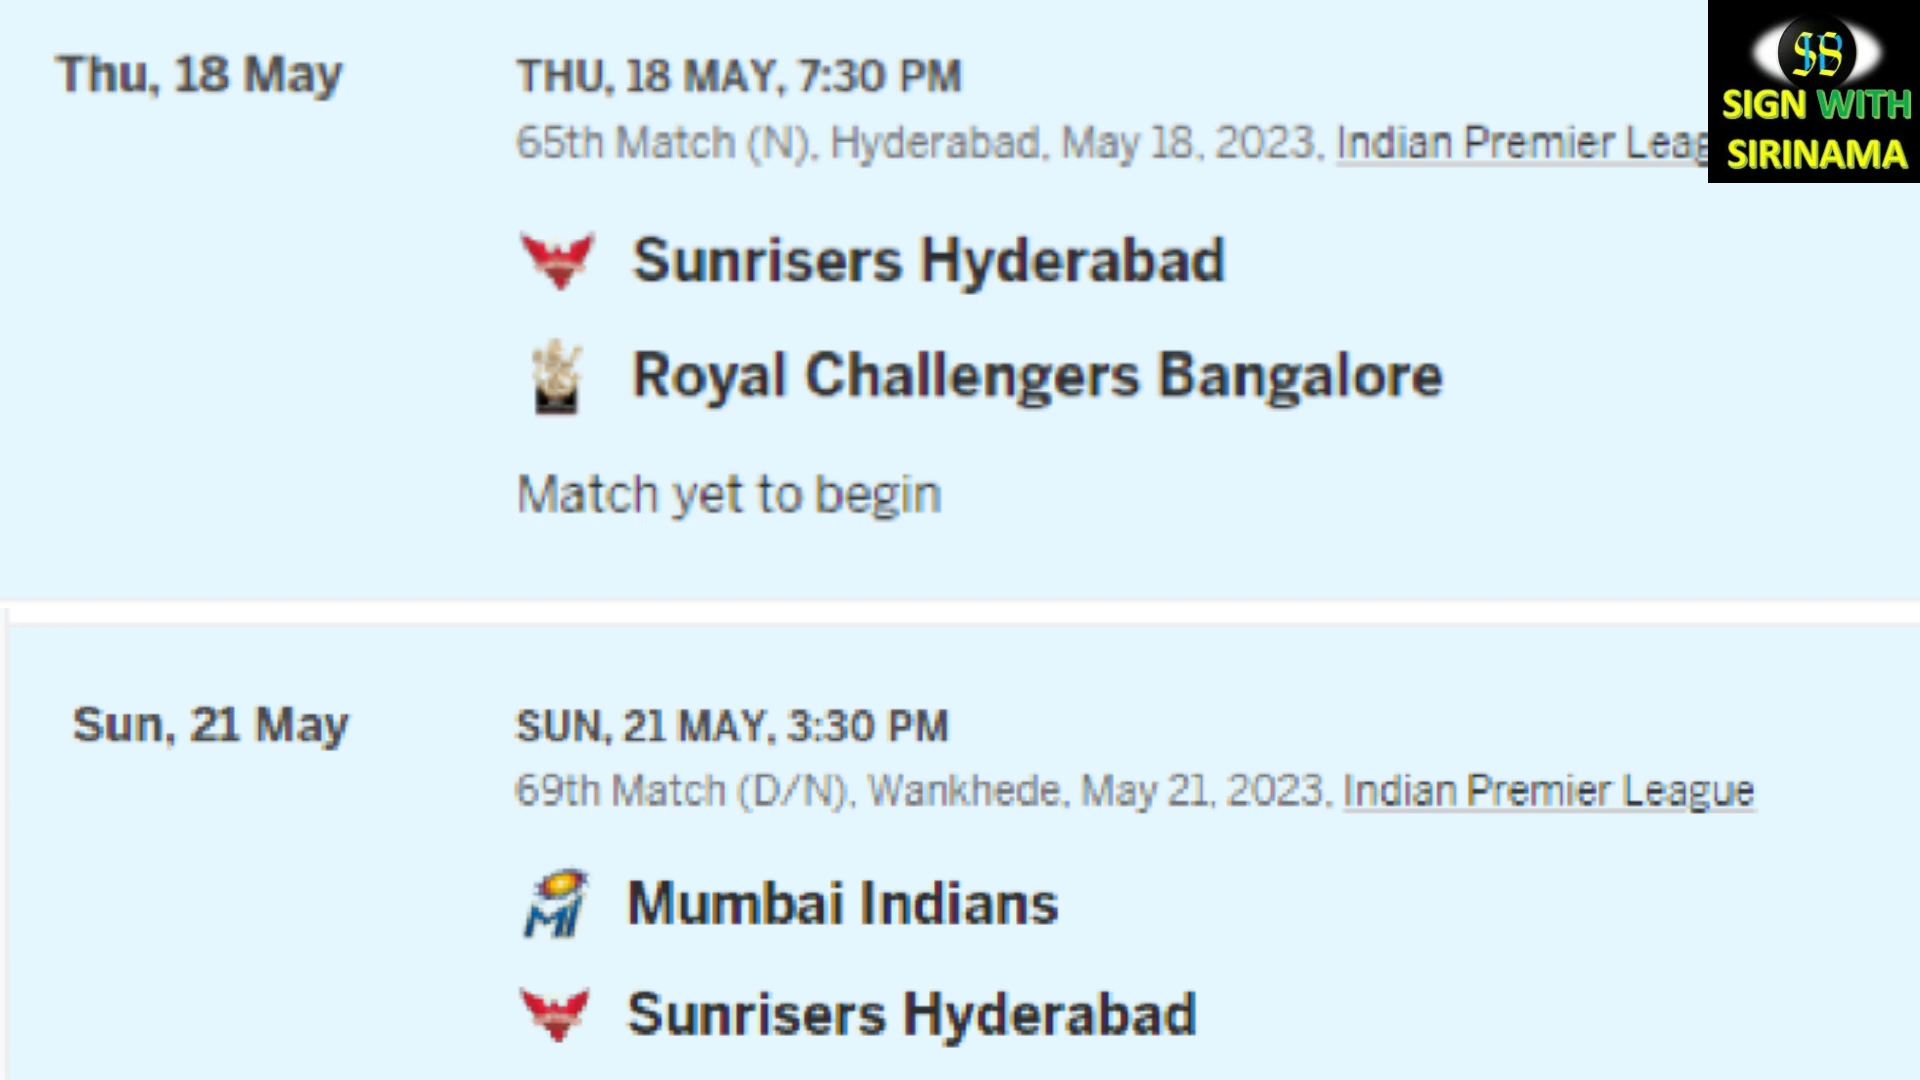 Thu, 18 May
THU, 18 MAY, 7:30 PM
65th Match (N), Hyderabad, May 18, 2023, Indian Premier Leag
SB
SIGN WITH
SIRINAMA
Sunrisers Hyderabad
Royal Challengers Bangalore
Match yet to begin
Sun, 21 May
SUN, 21 MAY, 3:30 PM
69th Match (D/N), Wankhede, May 21, 2023, Indian Premier League
MI
Mumbai Indians
Sunrisers Hyderabad